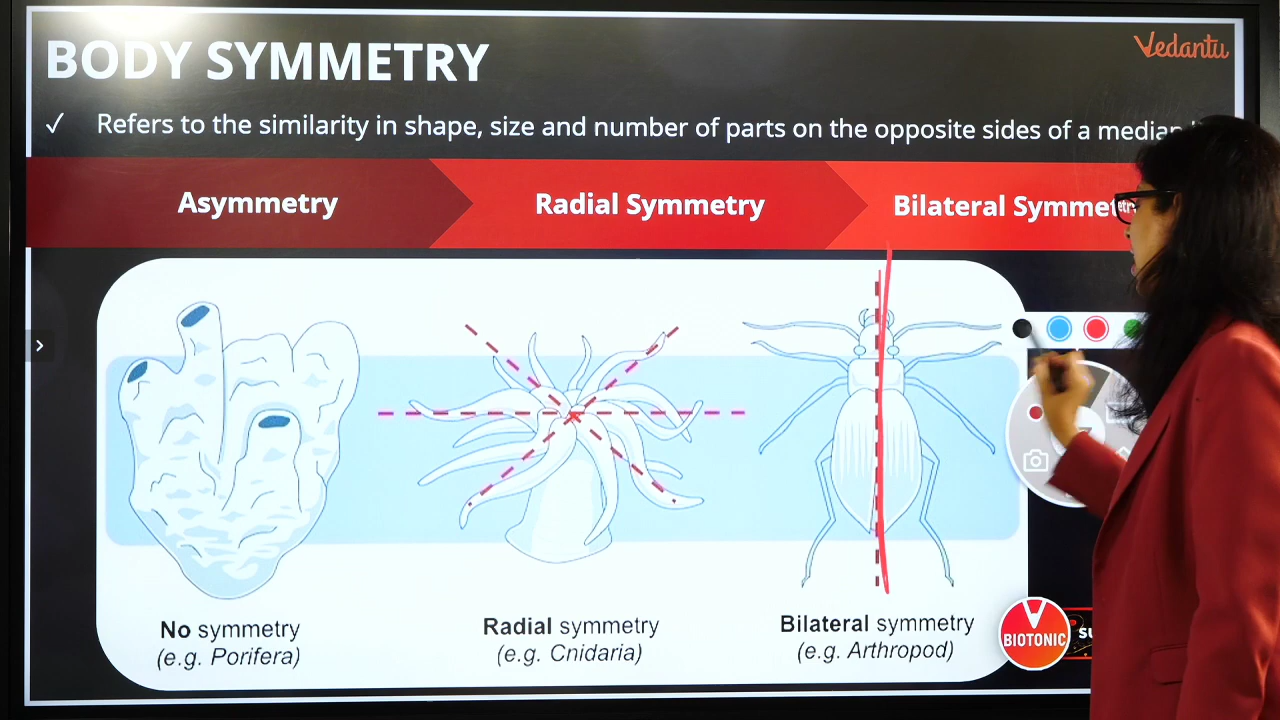 BODY SYMMETRY
Vedantu
✓ Refers to the similarity in shape, size and number of parts on the opposite sides of a median
Asymmetry
Radial Symmetry
Bilateral Symmetr
No symmetry
(e.g. Porifera)
Radial symmetry
(e.g. Cnidaria)
Bilateral symmetry
(e.g. Arthropod)
BIOTONIC